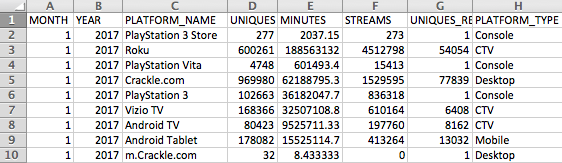 A B C D E F G H
1 MONTH YEAR PLATFORM_NAME UNIQUES MINUTES STREAMS UNIQUES_RE PLATFORM_TYPE
2 1 2017 PlayStation 3 Store 277 2037.15 273 1 Console
3 1 2017 Roku 600261 188563132 4512798 54054 CTV
4 1 2017 PlayStation Vita 4748 601493.4 15413 1 Console
5 1 2017 Crackle.com 969980 62188795.3 1529595 77839 Desktop
6 1 2017 PlayStation 3 102663 36182047.7 836318 1 Console
7 1 2017 Vizio TV 168366 32507108.8 610164 6408 CTV
8 1 2017 Android TV 80423 9525711.33 197760 8162 CTV
9 1 2017 Android Tablet 178082 15525114.7 413264 13032 Mobile
10 1 2017 m.Crackle.com 32 8.433333 0 1 Desktop